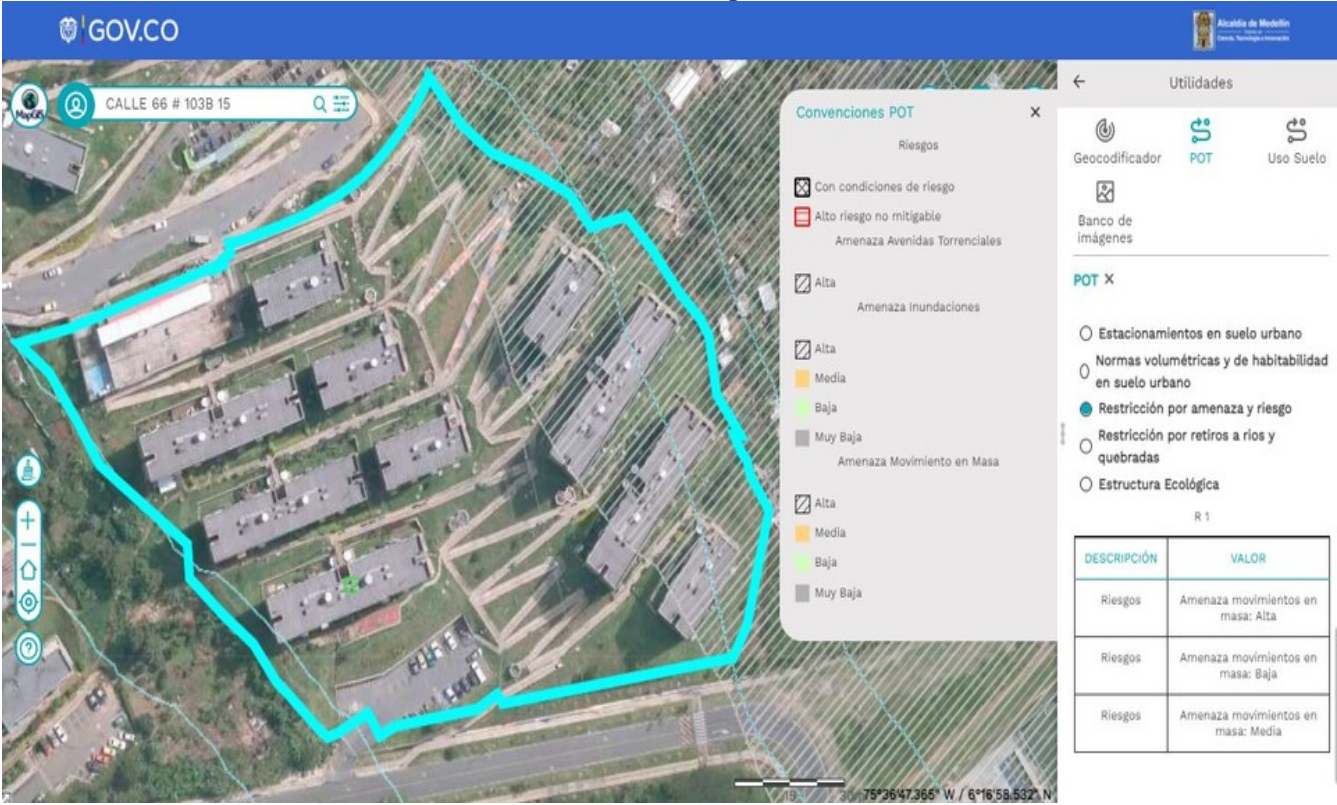 GOV.CO
Alcaldía de Medellín
Ciencia, Tecnología e Innovación
MapGIS
CALLE 66 # 103B 15
Convenciones POT
X
Riesgos
Con condiciones de riesgo
Alto riesgo no mitigable
Amenaza Avenidas Torrenciales
Alta
Amenaza Inundaciones
Alta
Media
Baja
Muy Baja
Amenaza Movimiento en Masa
Alta
Media
Baja
Muy Baja
75°36'47.365" W / 6°16'58.532" N
Utilidades
Geocodificador
POT
Uso Suelo
Banco de
imágenes
POT X
Estacionamientos en suelo urbano
Normas volumétricas y de habitabilidad
en suelo urbano
Restricción por amenaza y riesgo
Restricción por retiros a ríos y
quebradas
Estructura Ecológica
R 1
DESCRIPCIÓN VALOR
Riesgos Amenaza movimientos en
masa: Alta
Riesgos Amenaza movimientos en
masa: Baja
Riesgos Amenaza movimientos en
masa: Media